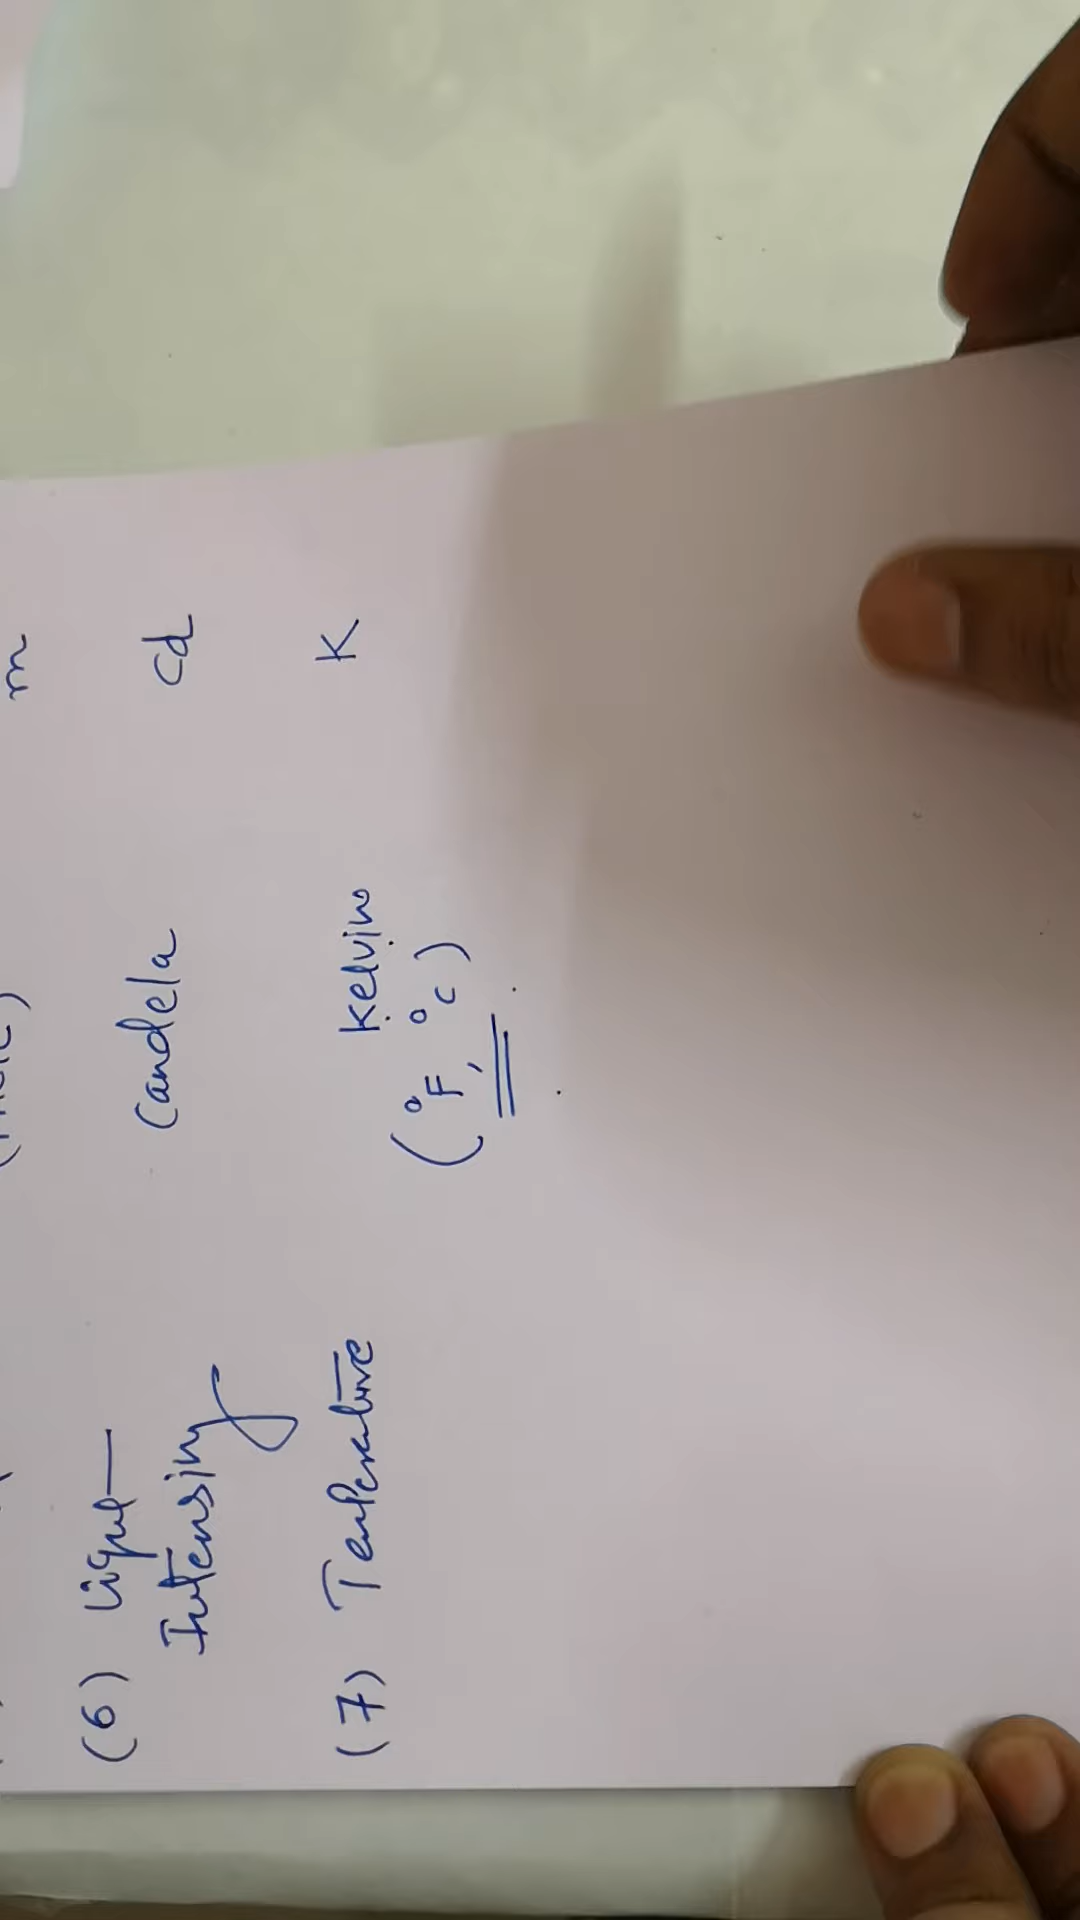 m
(6) Light Candela Cd
Intensity
(7) Temperature Kelvin K
(°F, °C)